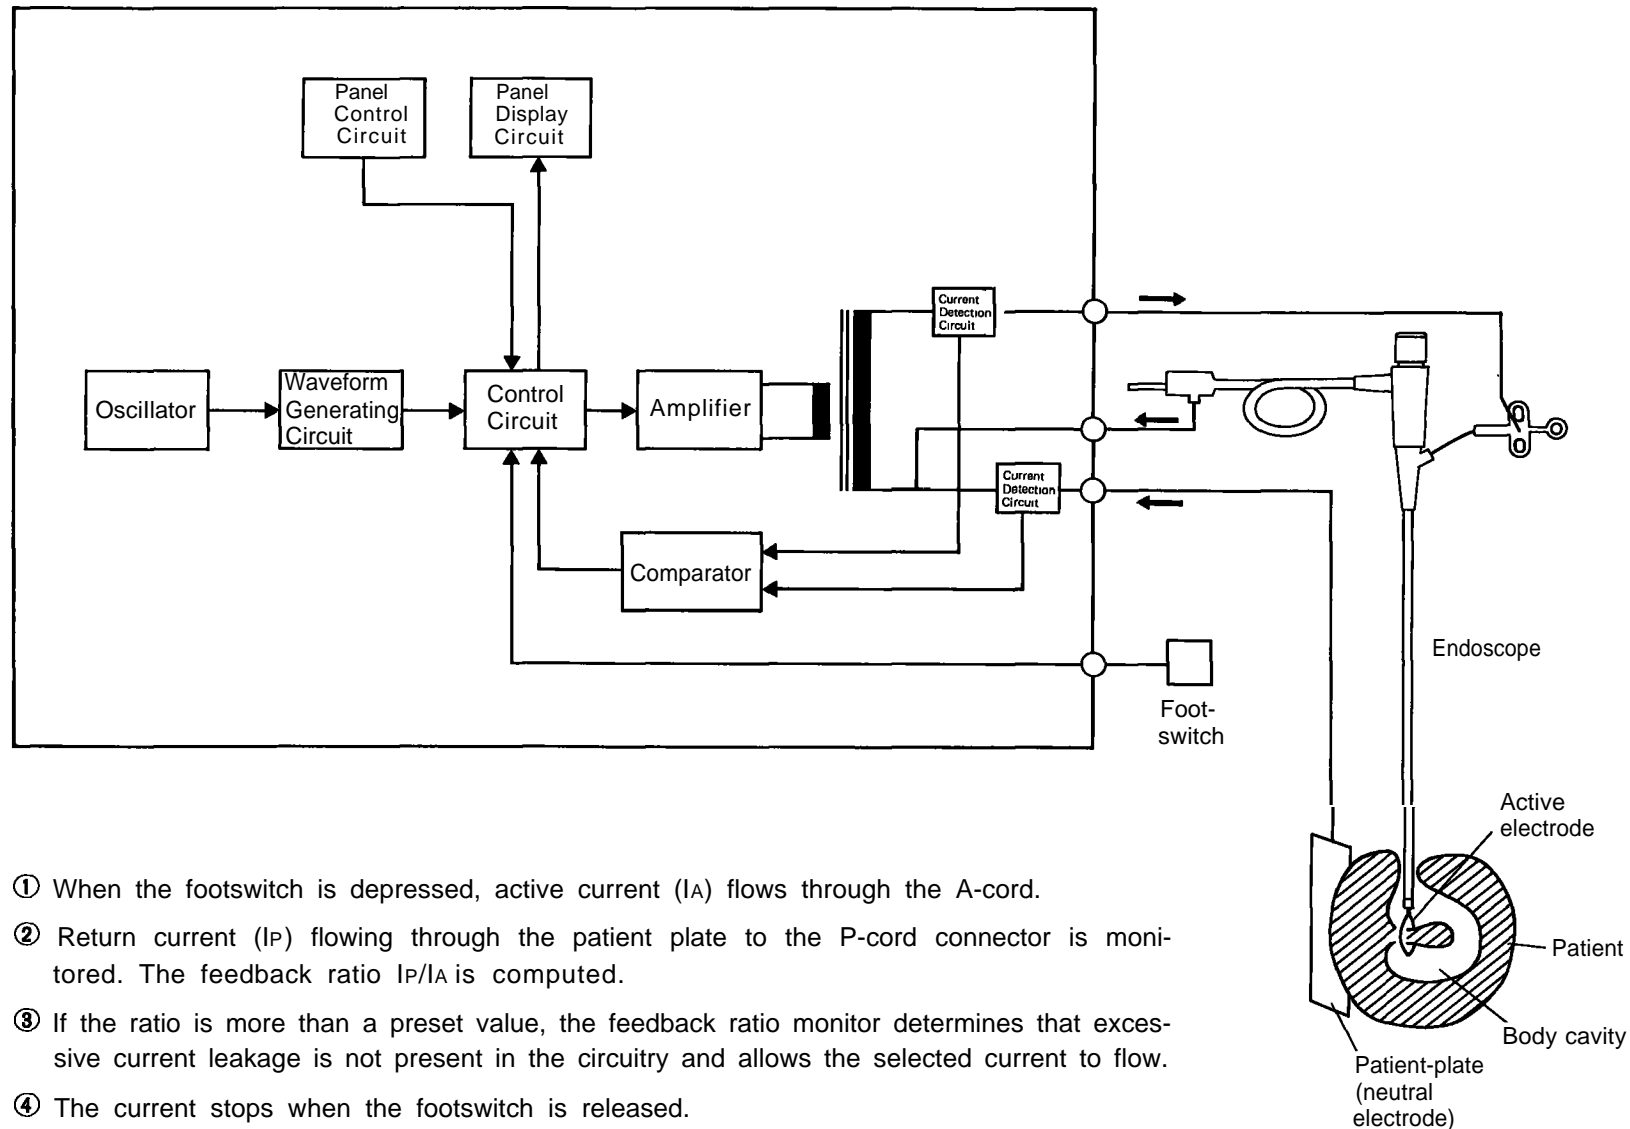 Panel
Control
Circuit
Panel
Display
Circuit
Current
Detection
Circuit
Oscillator
Waveform
Generating
Circuit
Control
Circuit
Amplifier
Current
Detection
Circuit
Comparator
Endoscope
Foot-
switch
Active
electrode
Patient
Body cavity
Patient-plate
(neutral
electrode)
① When the footswitch is depressed, active current (IA) flows through the A-cord.
② Return current (IP) flowing through the patient plate to the P-cord connector is moni-
tored. The feedback ratio IP/IA is computed.
③ If the ratio is more than a preset value, the feedback ratio monitor determines that exces-
sive current leakage is not present in the circuitry and allows the selected current to flow.
④ The current stops when the footswitch is released.